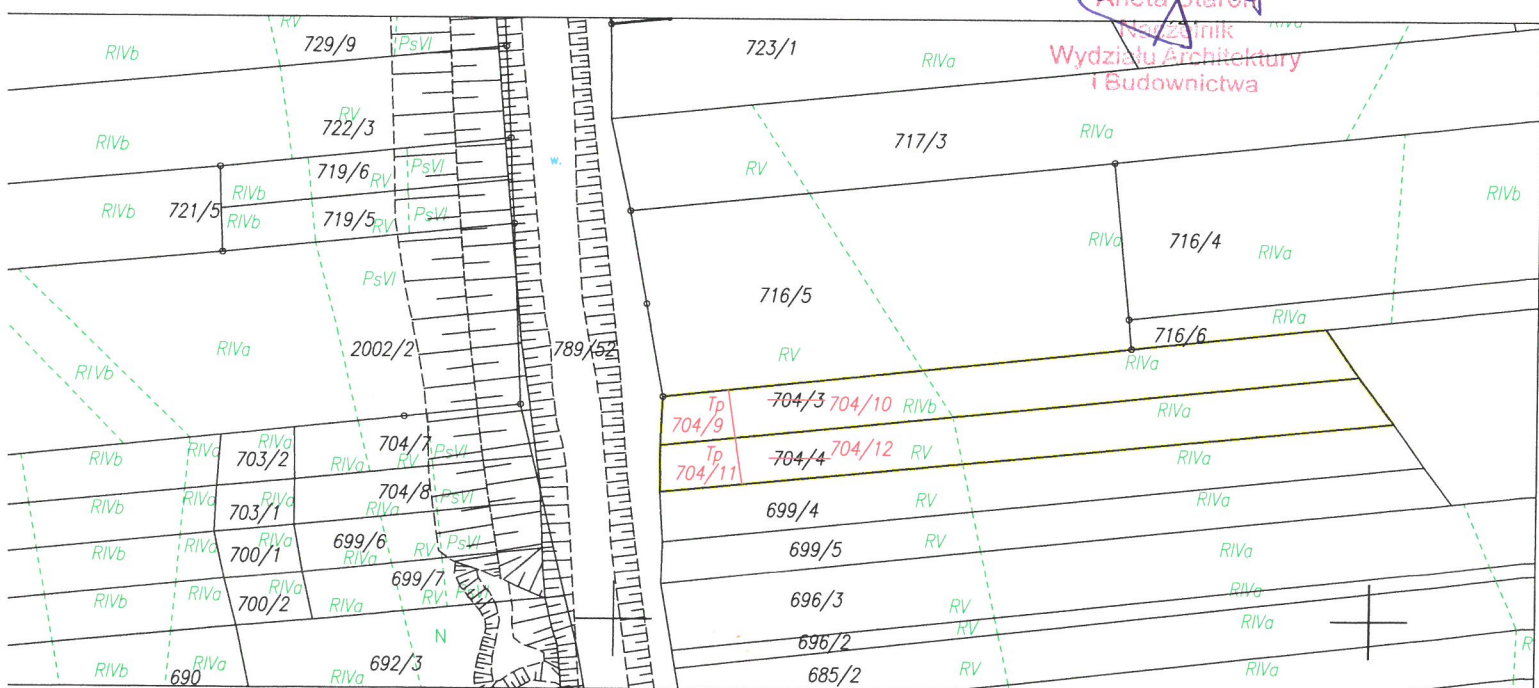 Aneta Staroń
Naczelnik
Wydziału Architektury
i Budownictwa
RV
729/9
PsVI
RIVb
723/1
RIVa
RIVa
RV
722/3
RIVb
717/3
RIVa
719/6
RV
PsVI
w.
RV
RIVb
RIVb
721/5
RIVb
RIVb
719/5
RV
PsVI
RIVa
716/4
RIVa
PsVI
716/5
RIVa
RIVa
2002/2
789/52
RV
716/6
RIVa
RIVb
Tp
704/3
704/10
RIVb
RIVa
704/9
RIVa
RIVa
704/7
704/4
704/12
RV
RIVb
703/2
RIVa
RV
PsVI
Tp
704/11
RIVa
704/8
PsVI
RIVa
RIVa
RIVb
703/1
RIVa
699/4
RV
RIVa
699/6
RV
PsVI
RIVa
RIVa
RIVb
700/1
RIVa
699/5
RV
RIVa
699/7
RIVa
RIVa
RIVb
700/2
RIVa
RV
696/3
RV
RIVa
N
696/2
RV
RIVa
RIVb
RIVa
692/3
690
RIVa
685/2
RV
RIVa